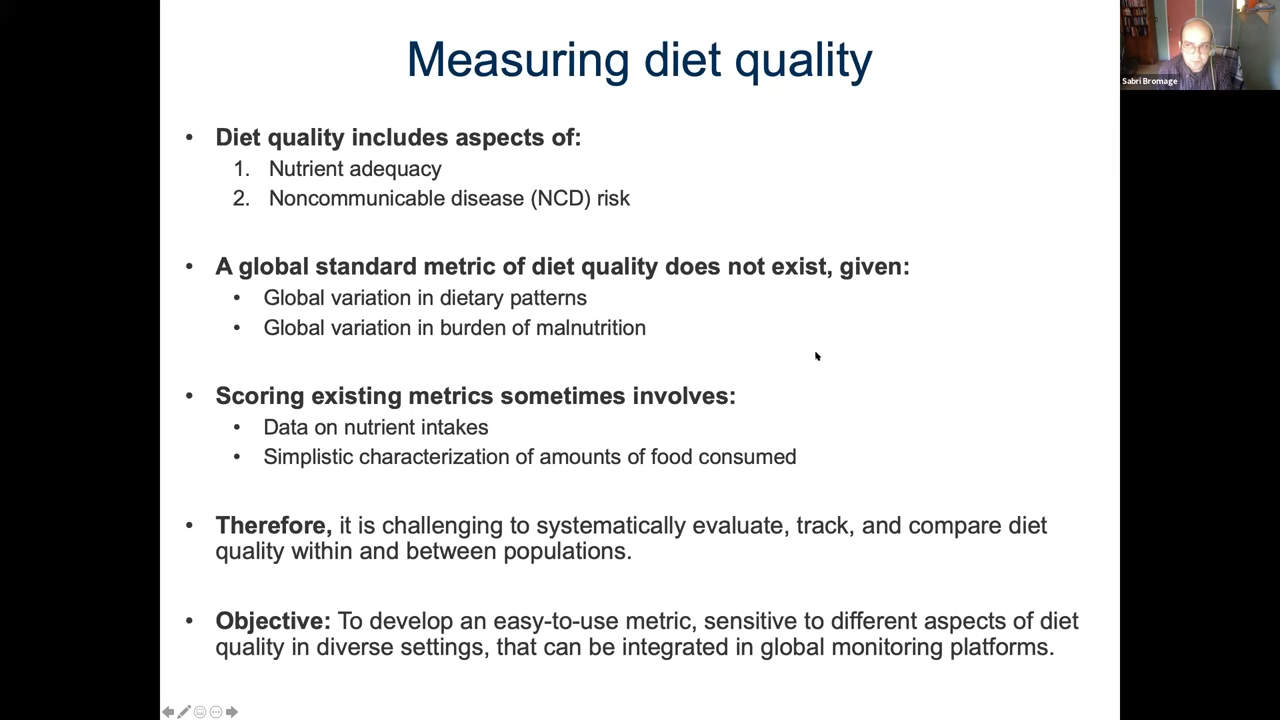 Measuring diet quality
Sabri Bromage
• Diet quality includes aspects of:
1. Nutrient adequacy
2. Noncommunicable disease (NCD) risk
• A global standard metric of diet quality does not exist, given:
• Global variation in dietary patterns
• Global variation in burden of malnutrition
• Scoring existing metrics sometimes involves:
• Data on nutrient intakes
• Simplistic characterization of amounts of food consumed
• Therefore, it is challenging to systematically evaluate, track, and compare diet
quality within and between populations.
• Objective: To develop an easy-to-use metric, sensitive to different aspects of diet
quality in diverse settings, that can be integrated in global monitoring platforms.